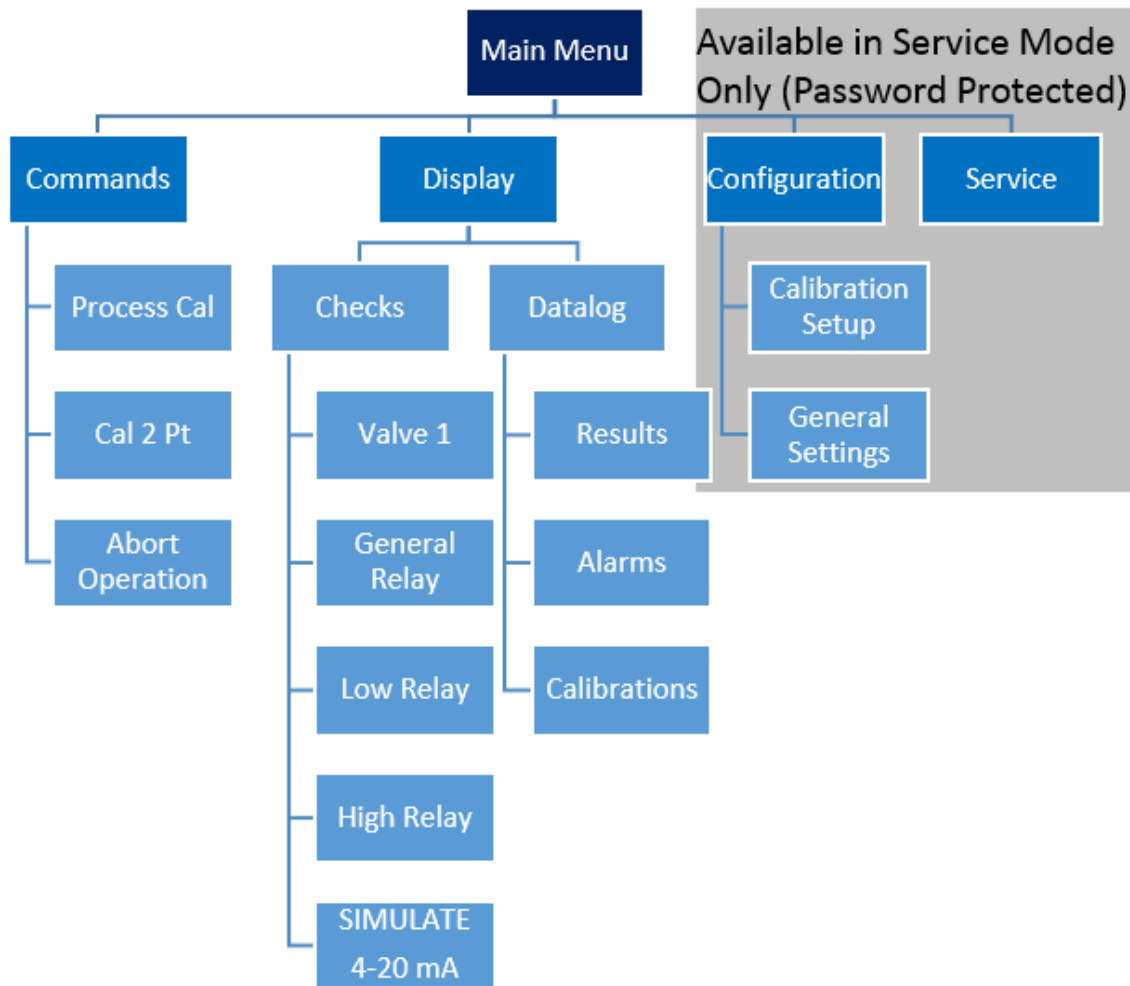 Main Menu
Available in Service Mode
Only (Password Protected)
Commands
Display
Configuration
Service
Process Cal
Checks
Datalog
Calibration
Setup
Cal 2 Pt
Valve 1
Results
General
Settings
Abort
Operation
General
Relay
Alarms
Low Relay
Calibrations
High Relay
SIMULATE
4-20 mA